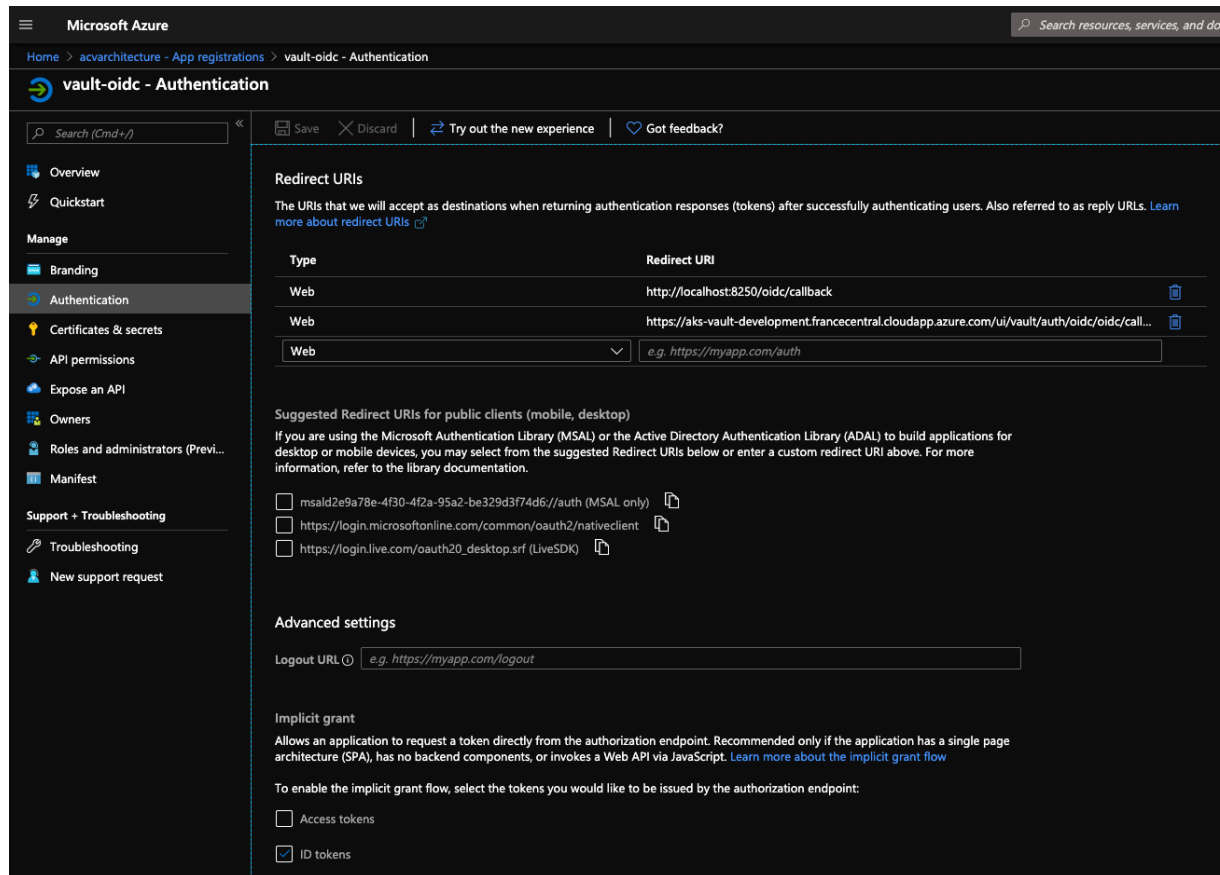 Microsoft Azure
Search resources, services, and do
Home > acvarchitecture - App registrations > vault-oidc - Authentication
vault-oidc - Authentication
Search (Cmd+/)
«
Save
Discard
Try out the new experience
Got feedback?
Overview
Quickstart
Manage
Branding
Authentication
Certificates & secrets
API permissions
Expose an API
Owners
Roles and administrators (Previ...
Manifest
Support + Troubleshooting
Troubleshooting
New support request
Redirect URIs
The URIs that we will accept as destinations when returning authentication responses (tokens) after successfully authenticating users. Also referred to as reply URLs. Learn
more about redirect URIs
Type Redirect URI
Web http://localhost:8250/oidc/callback
Web https://aks-vault-development.francecentral.cloudapp.azure.com/ui/vault/auth/oidc/oidc/call...
Web e.g. https://myapp.com/auth
Suggested Redirect URIs for public clients (mobile, desktop)
If you are using the Microsoft Authentication Library (MSAL) or the Active Directory Authentication Library (ADAL) to build applications for
desktop or mobile devices, you may select from the suggested Redirect URIs below or enter a custom redirect URI above. For more
information, refer to the library documentation.
msald2e9a78e-4f30-4f2a-95a2-be329d3f74d6://auth (MSAL only)
https://login.microsoftonline.com/common/oauth2/nativeclient
https://login.live.com/oauth20_desktop.srf (LiveSDK)
Advanced settings
Logout URL e.g. https://myapp.com/logout
Implicit grant
Allows an application to request a token directly from the authorization endpoint. Recommended only if the application has a single page
architecture (SPA), has no backend components, or invokes a Web API via JavaScript. Learn more about the implicit grant flow
To enable the implicit grant flow, select the tokens you would like to be issued by the authorization endpoint:
Access tokens
ID tokens